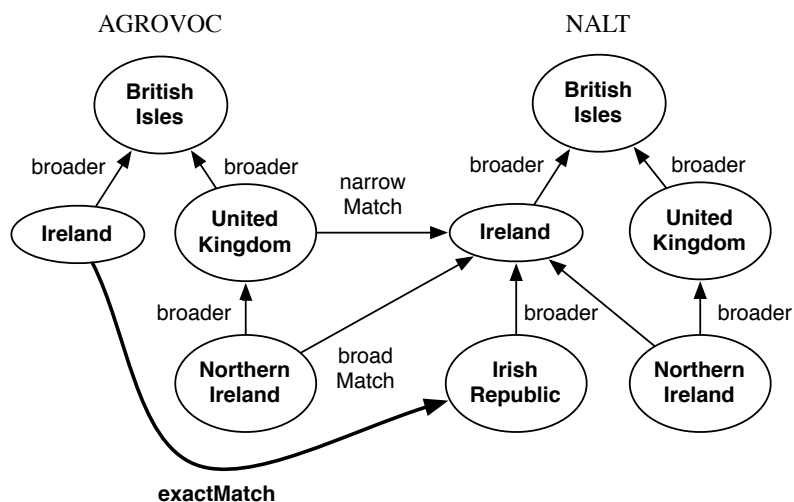 AGROVOC
NALT
British
Isles
British
Isles
broader
broader
broader
broader
narrow
Match
Ireland
United
Kingdom
Ireland
United
Kingdom
broader
broader
broader
Northern
Ireland
broad
Match
Irish
Republic
Northern
Ireland
exactMatch